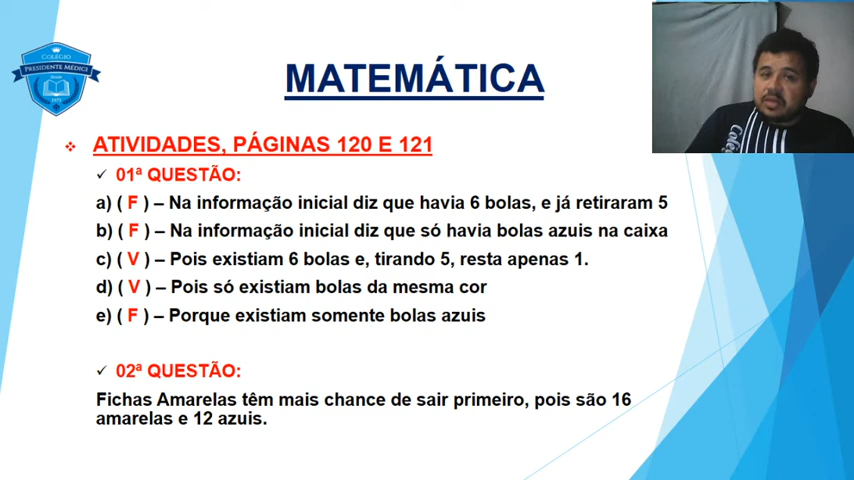 COLÉGIO
PRESIDENTE MÉDICI
MATEMÁTICA
ATIVIDADES, PÁGINAS 120 E 121
01ª QUESTÃO:
a) ( F ) – Na informação inicial diz que havia 6 bolas, e já retiraram 5
b) ( F ) – Na informação inicial diz que só havia bolas azuis na caixa
c) ( V ) – Pois existiam 6 bolas e, tirando 5, resta apenas 1.
d) ( V ) – Pois só existiam bolas da mesma cor
e) ( F ) – Porque existiam somente bolas azuis
02ª QUESTÃO:
Fichas Amarelas têm mais chance de sair primeiro, pois são 16
amarelas e 12 azuis.